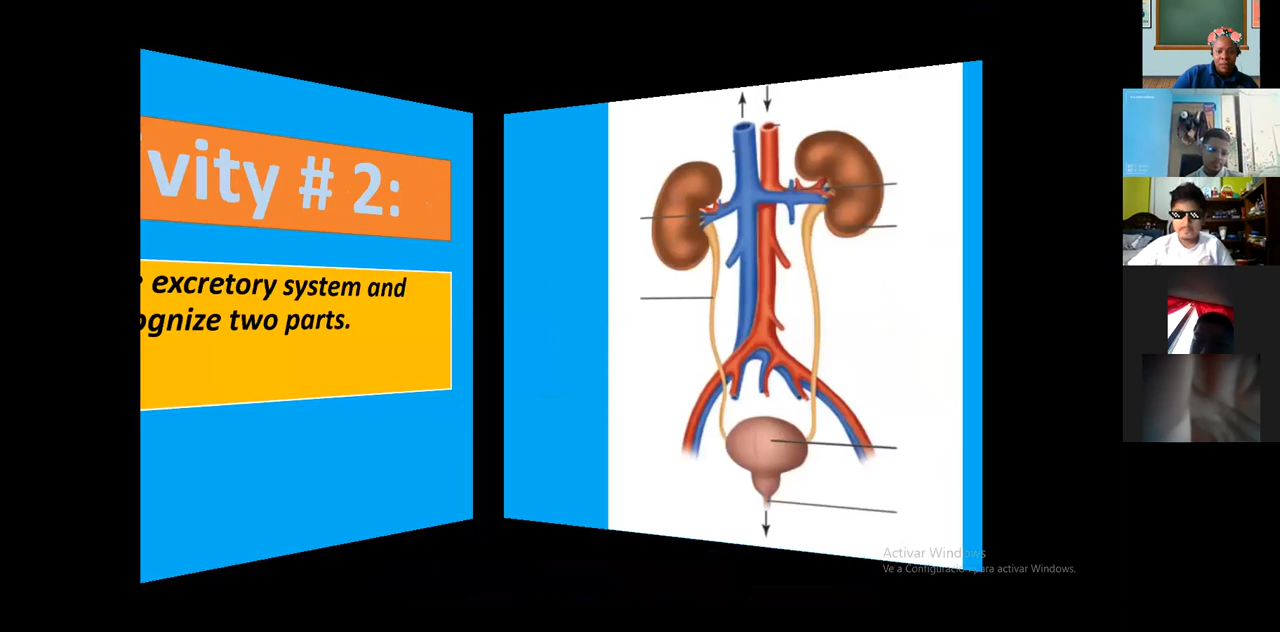 vity # 2:
excretory system and
ognize two parts.
Activar Windows
Ve a Configuración para activar Windows.